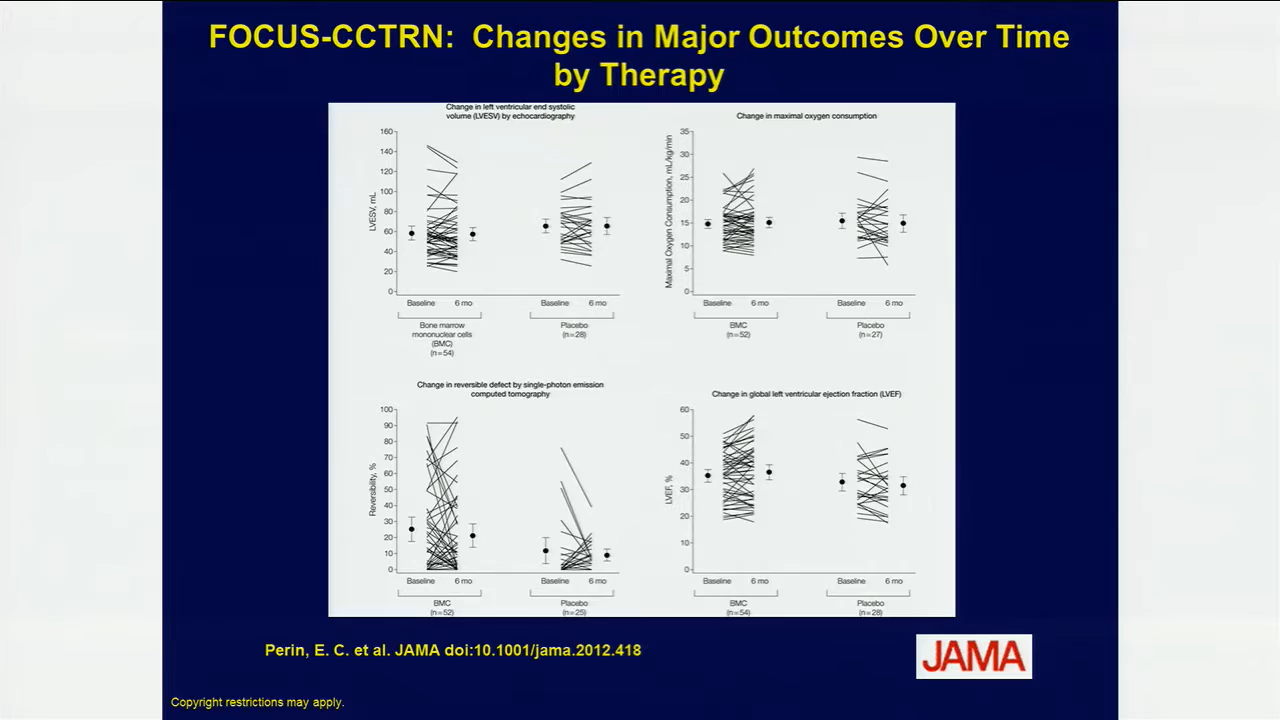 FOCUS-CCTRN: Changes in Major Outcomes Over Time
by Therapy
Change in left ventricular end systolic
volume (LVESV) by echocardiography
160
140
120
100
80
60
40
20
0
LVESV, mL
Baseline
6 mo
Baseline
6 mo
Bone marrow
mononuclear cells
(BMC)
(n=54)
Placebo
(n=28)
Change in maximal oxygen consumption
35
30
25
20
15
10
5
0
Maximal Oxygen Consumption, mL/kg/min
Baseline
6 mo
Baseline
6 mo
BMC
(n=52)
Placebo
(n=27)
Change in reversible defect by single-photon emission
computed tomography
100
90
80
70
60
50
40
30
20
10
0
Reversibility, %
Baseline
6 mo
Baseline
6 mo
BMC
(n=52)
Placebo
(n=25)
Change in global left ventricular ejection fraction (LVEF)
60
50
40
30
20
10
0
LVEF, %
Baseline
6 mo
Baseline
6 mo
BMC
(n=54)
Placebo
(n=28)
Perin, E. C. et al. JAMA doi:10.1001/jama.2012.418
JAMA
Copyright restrictions may apply.